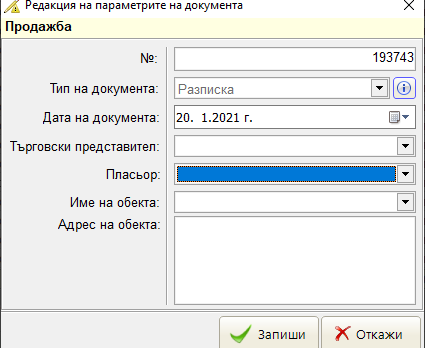 Редакция на параметрите на документа
Продажба
№: 193743
Тип на документа: Разписка
Дата на документа: 20. 1.2021 г.
Търговски представител:
Пласьор:
Име на обекта:
Адрес на обекта:
Запиши Откажи